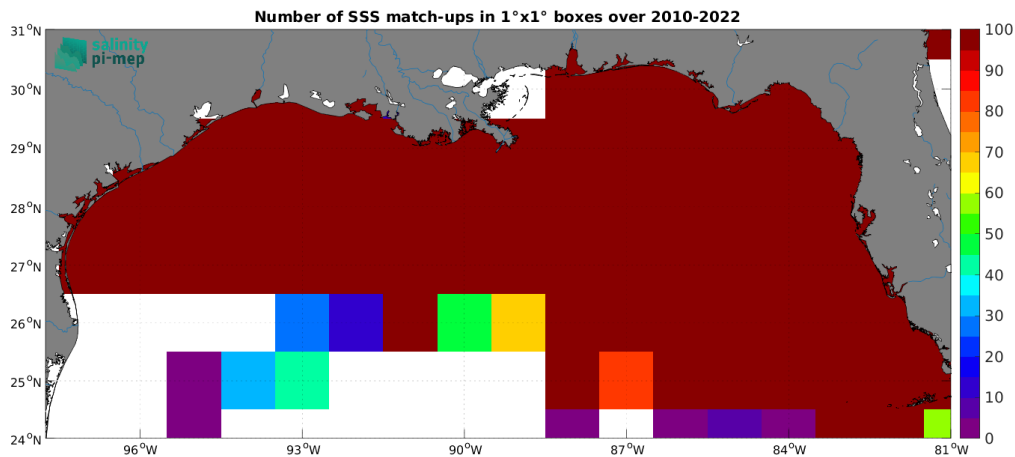 Number of SSS match-ups in 1°x1° boxes over 2010-2022
salinity
pi-mep
31°N
30°N
29°N
28°N
27°N
26°N
25°N
24°N
96°W 93°W 90°W 87°W 84°W 81°W
100
90
80
70
60
50
40
30
20
10
0